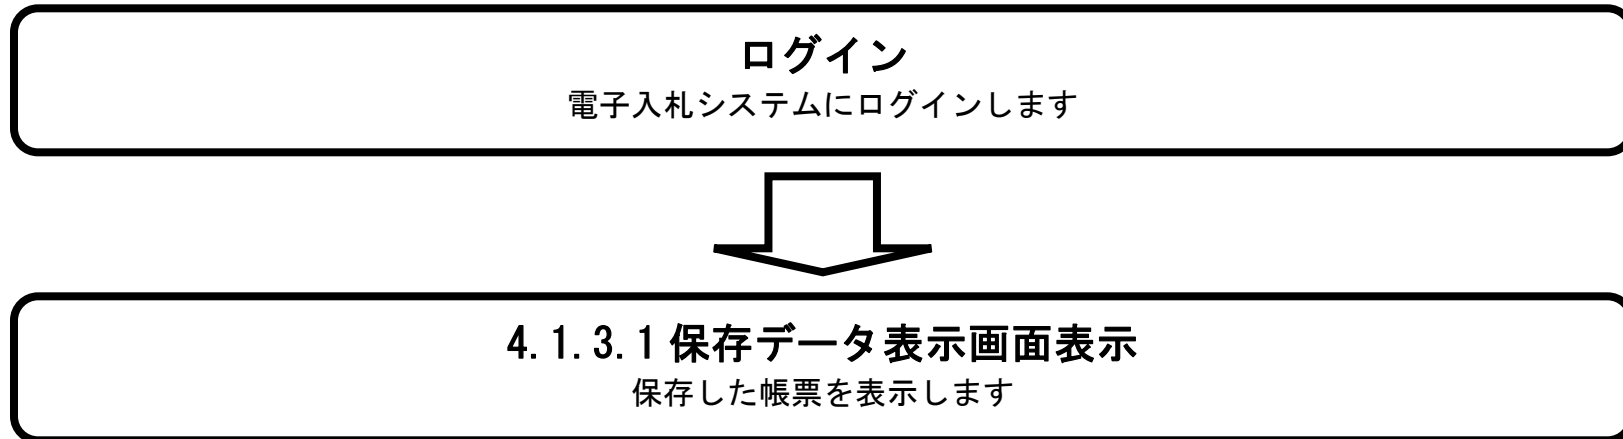 ログイン
電子入札システムにログインします
4.1.3.1 保存データ表示画面表示
保存した帳票を表示します